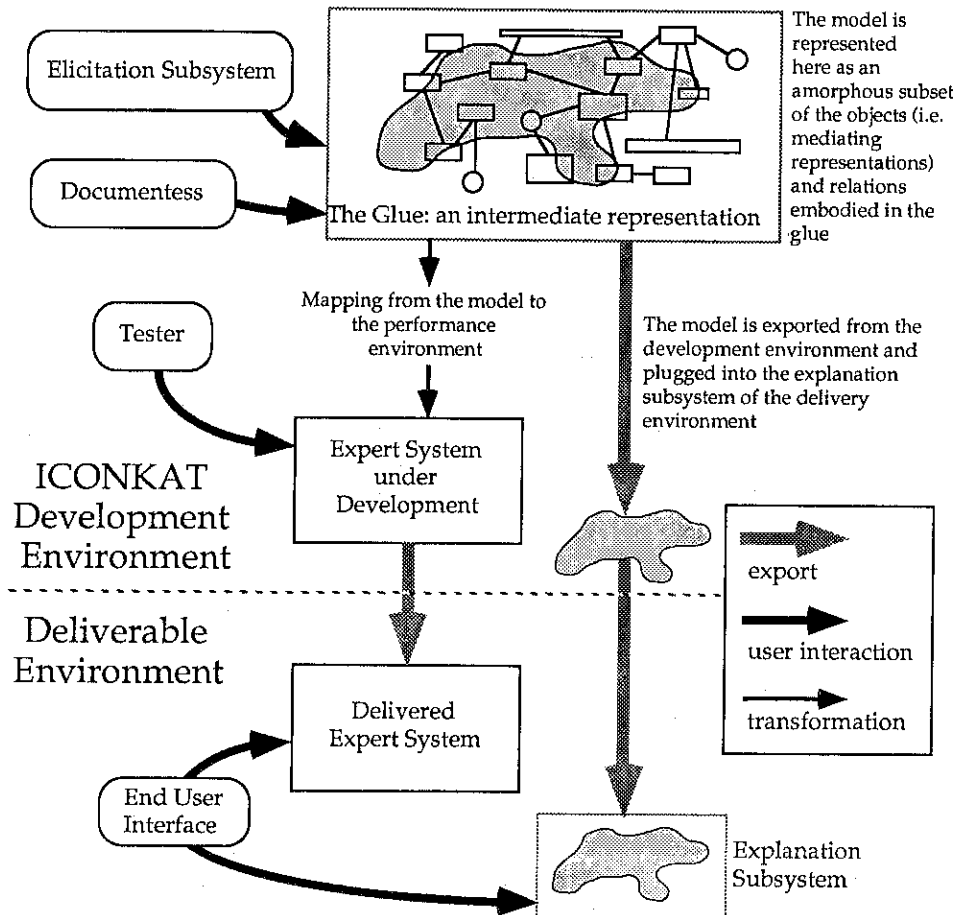 Elicitation Subsystem
Documentess
The Glue: an intermediate representation
The model is
represented
here as an
amorphous subset
of the objects (i.e.
mediating
representations)
and relations
embodied in the
glue
Mapping from the model to
the performance
environment
The model is exported from the
development environment and
plugged into the explanation
subsystem of the delivery
environment
Tester
Expert System
under
Development
ICONKAT
Development
Environment
export
user interaction
transformation
Deliverable
Environment
Delivered
Expert System
End User
Interface
Explanation
Subsystem